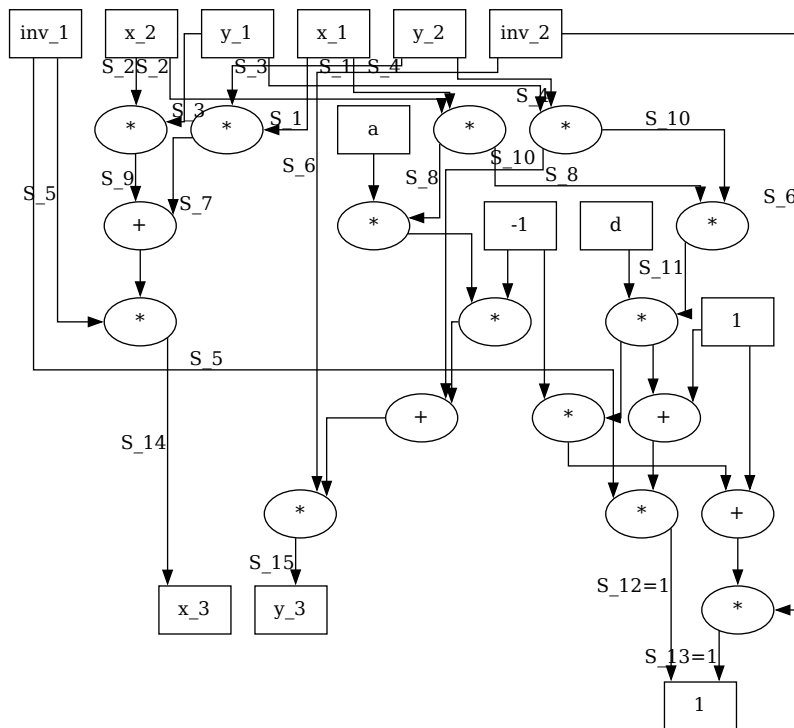 inv_1
x_2
y_1
x_1
y_2
inv_2
S_2
S_2
S_3
S_1
S_4
S_4
S_3
S_1
*
*
a
*
*
S_10
S_6
S_10
S_5
S_9
S_8
S_8
S_7
S_6
+
*
-1
d
*
S_11
*
*
*
1
S_5
+
*
+
S_14
*
*
+
S_15
S_12=1
x_3
y_3
*
S_13=1
1